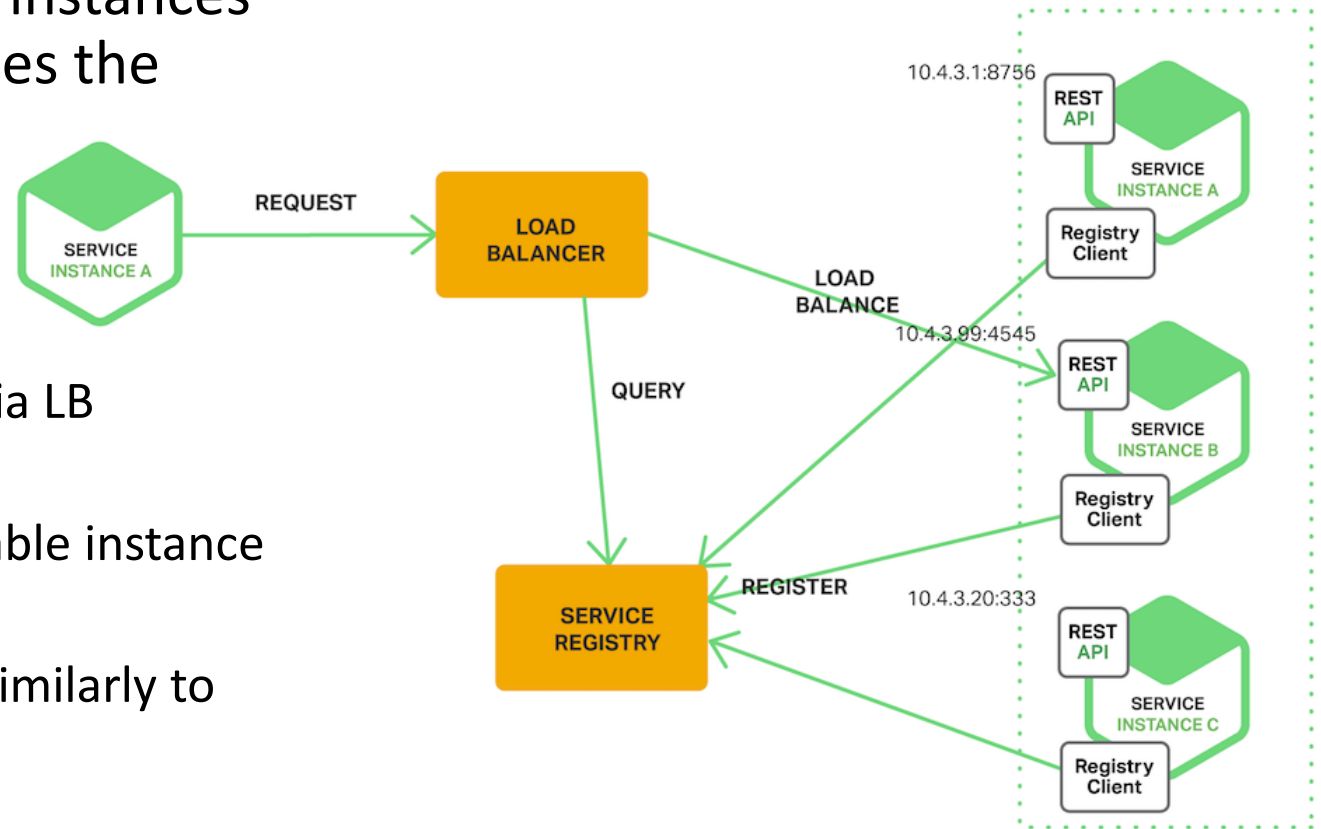 instances
es the
10.4.3.1:8756
REST
API
SERVICE
INSTANCE A
Registry
Client
REQUEST
LOAD
BALANCER
SERVICE
INSTANCE A
LOAD
BALANCE
10.4.3.99:4545
REST
API
SERVICE
INSTANCE B
Registry
Client
QUERY
ia LB
able instance
REGISTER
10.4.3.20:333
SERVICE
REGISTRY
REST
API
SERVICE
INSTANCE C
Registry
Client
imilarly to